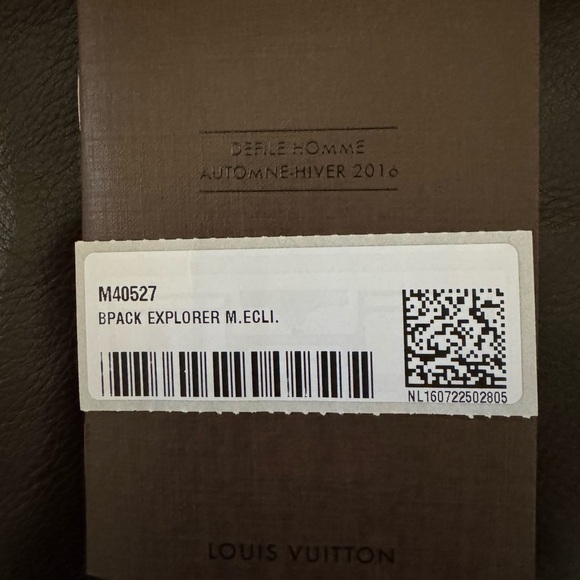 DEFILE HOMME
AUTOMNE-HIVER 2016
M40527
BPACK EXPLORER M.ECLI.
NL160722502805
LOUIS VUITTON